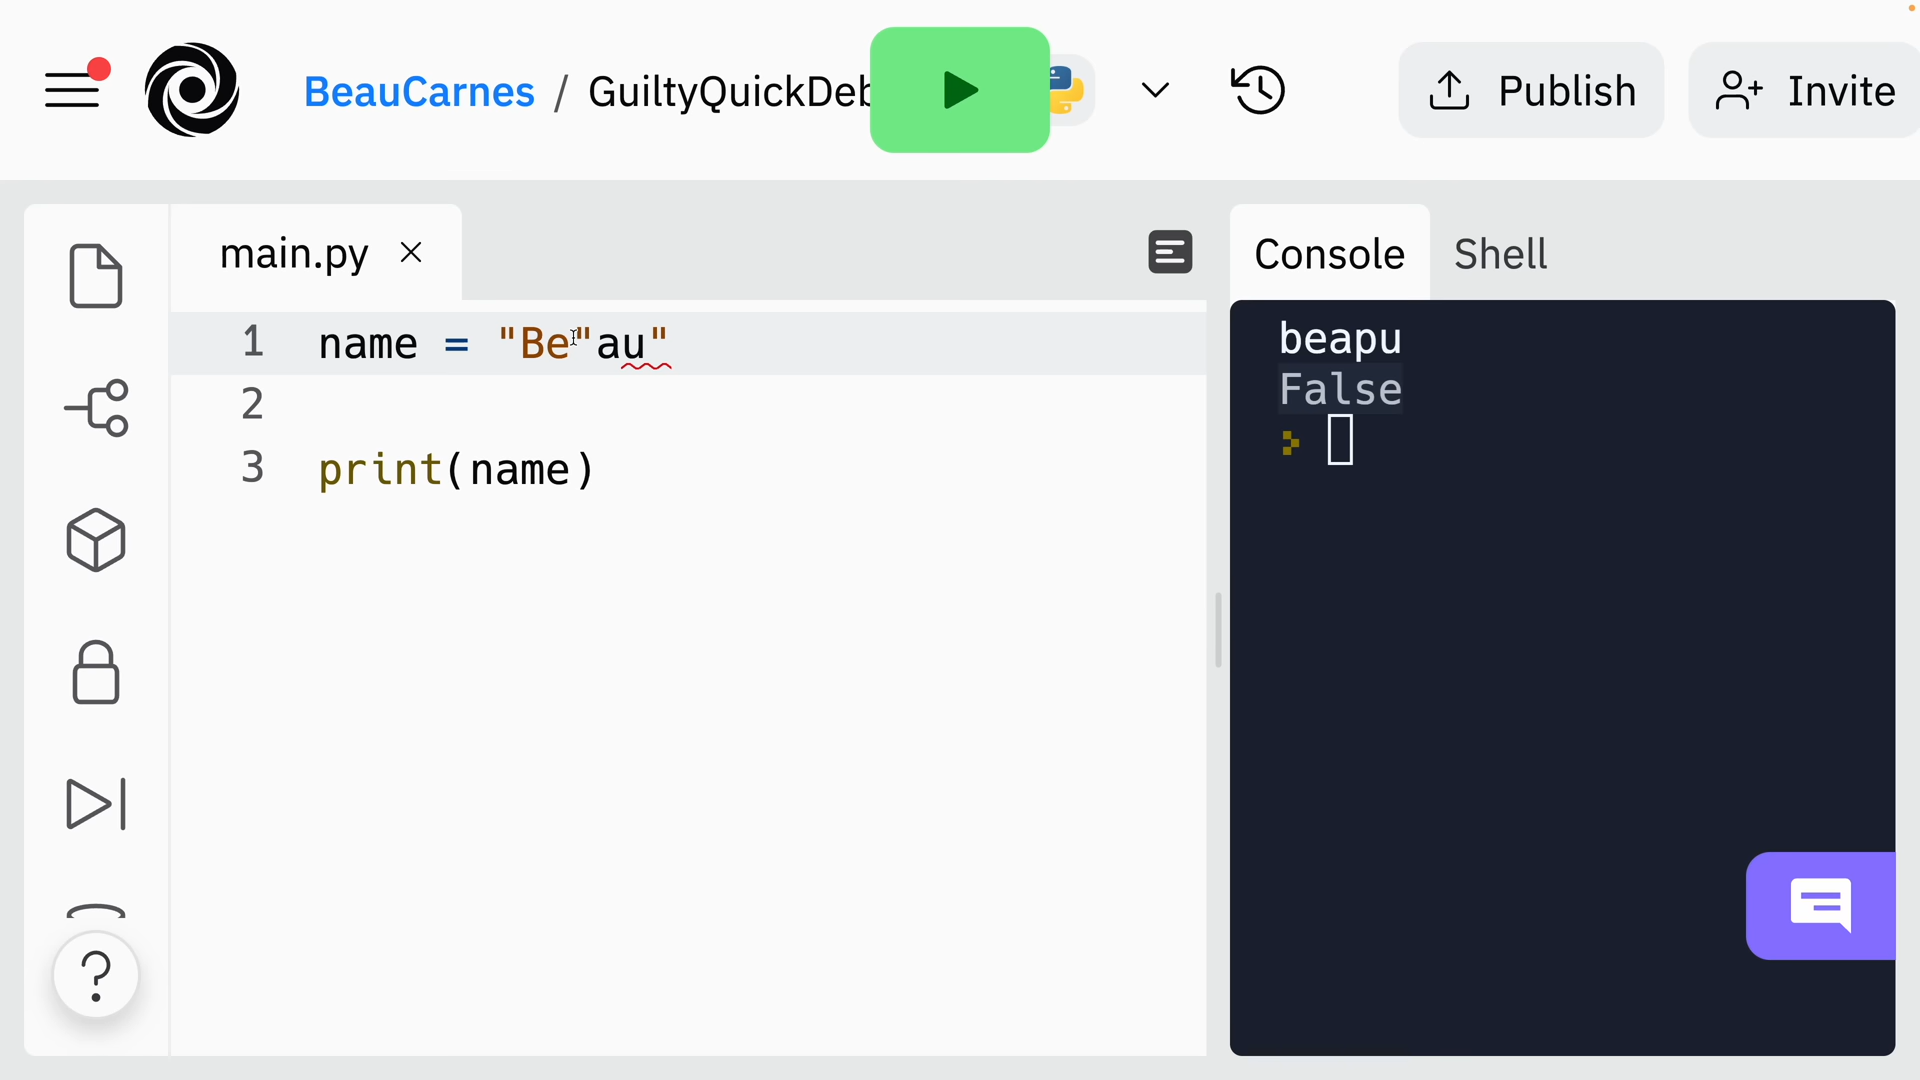 BeauCarnes / GuiltyQuickDeb
Publish
Invite
main.py
Console
Shell
1 name = "Be"au"
2
3 print(name)
beapu
False